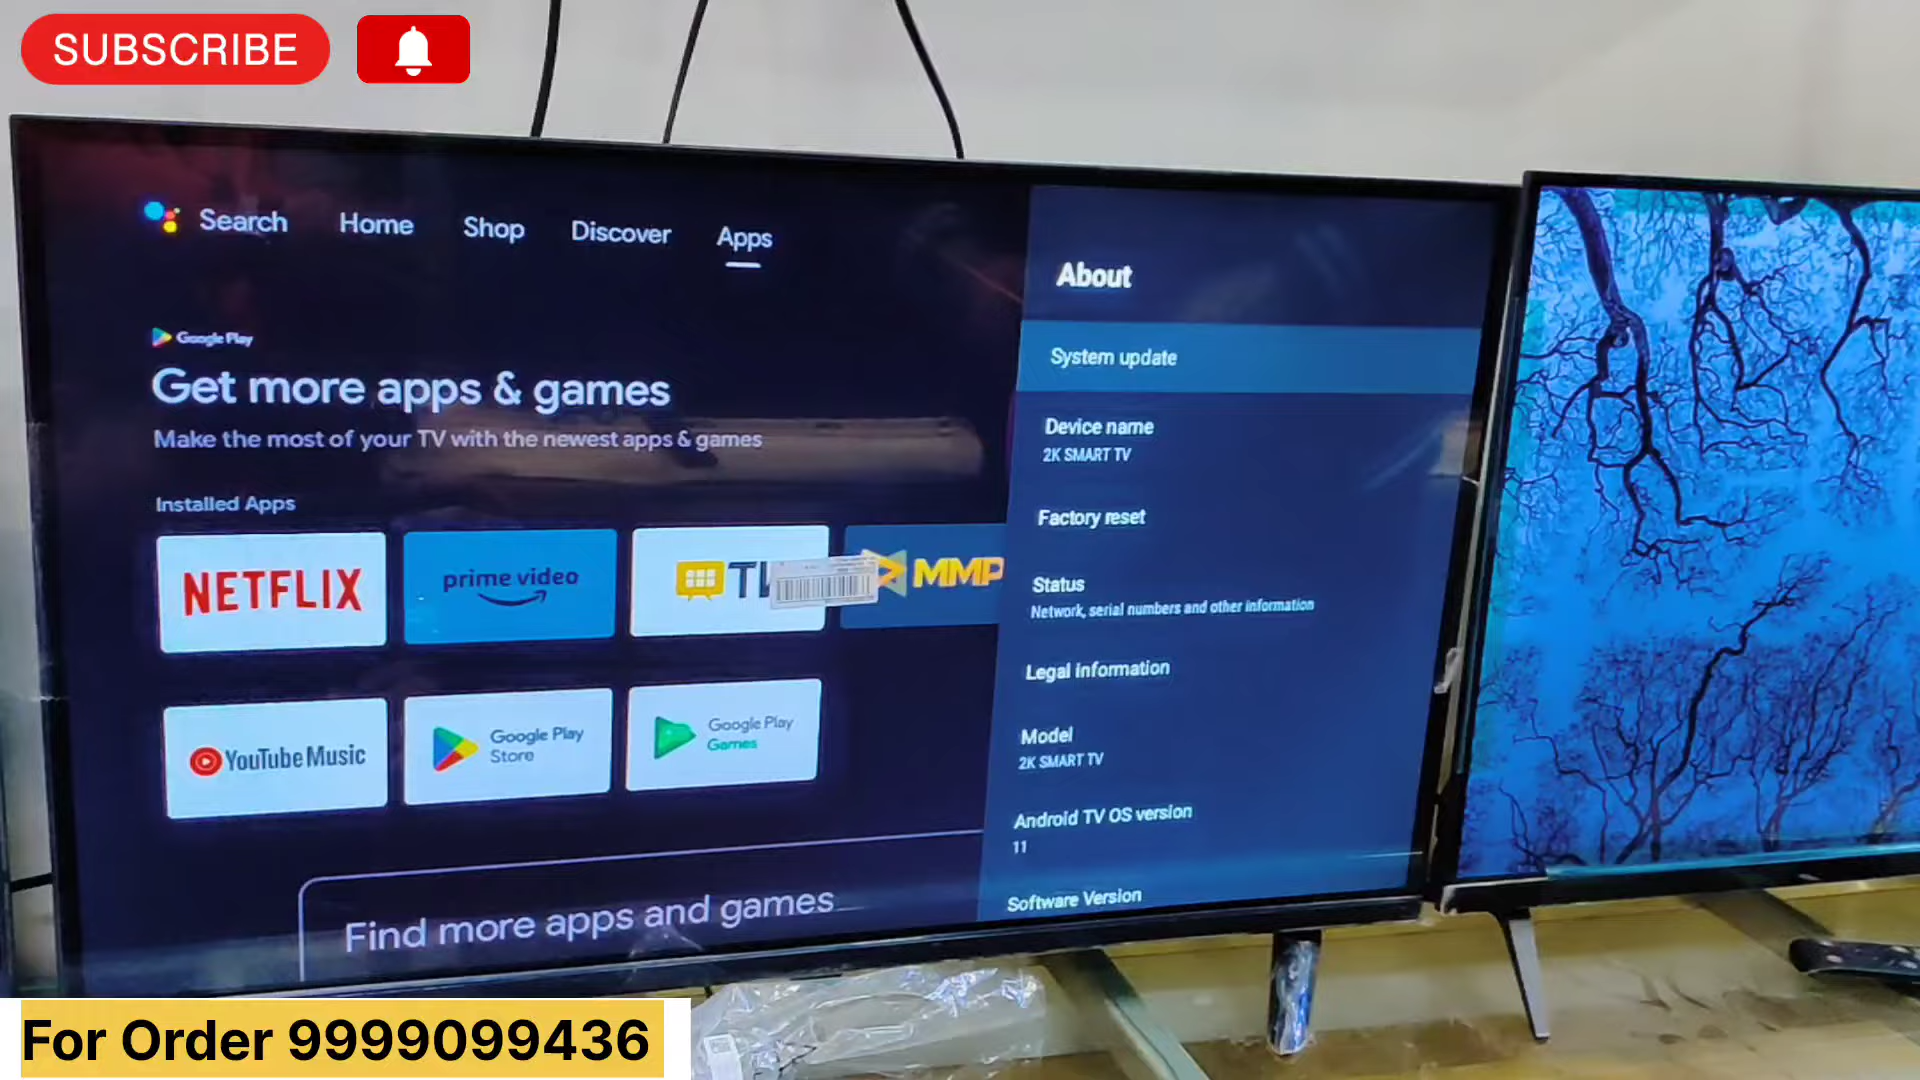 SUBSCRIBE
Search Home Shop Discover Apps
Google Play
Get more apps & games
Make the most of your TV with the newest apps & games
Installed Apps
NETFLIX
prime video
MMP
YouTube Music
Google Play
Store
Google Play
Games
Find more apps and games
About
System update
Device name
2K SMART TV
Factory reset
Status
Network, serial numbers and other information
Legal information
Model
2K SMART TV
Android TV OS version
11
Software Version
For Order 9999099436